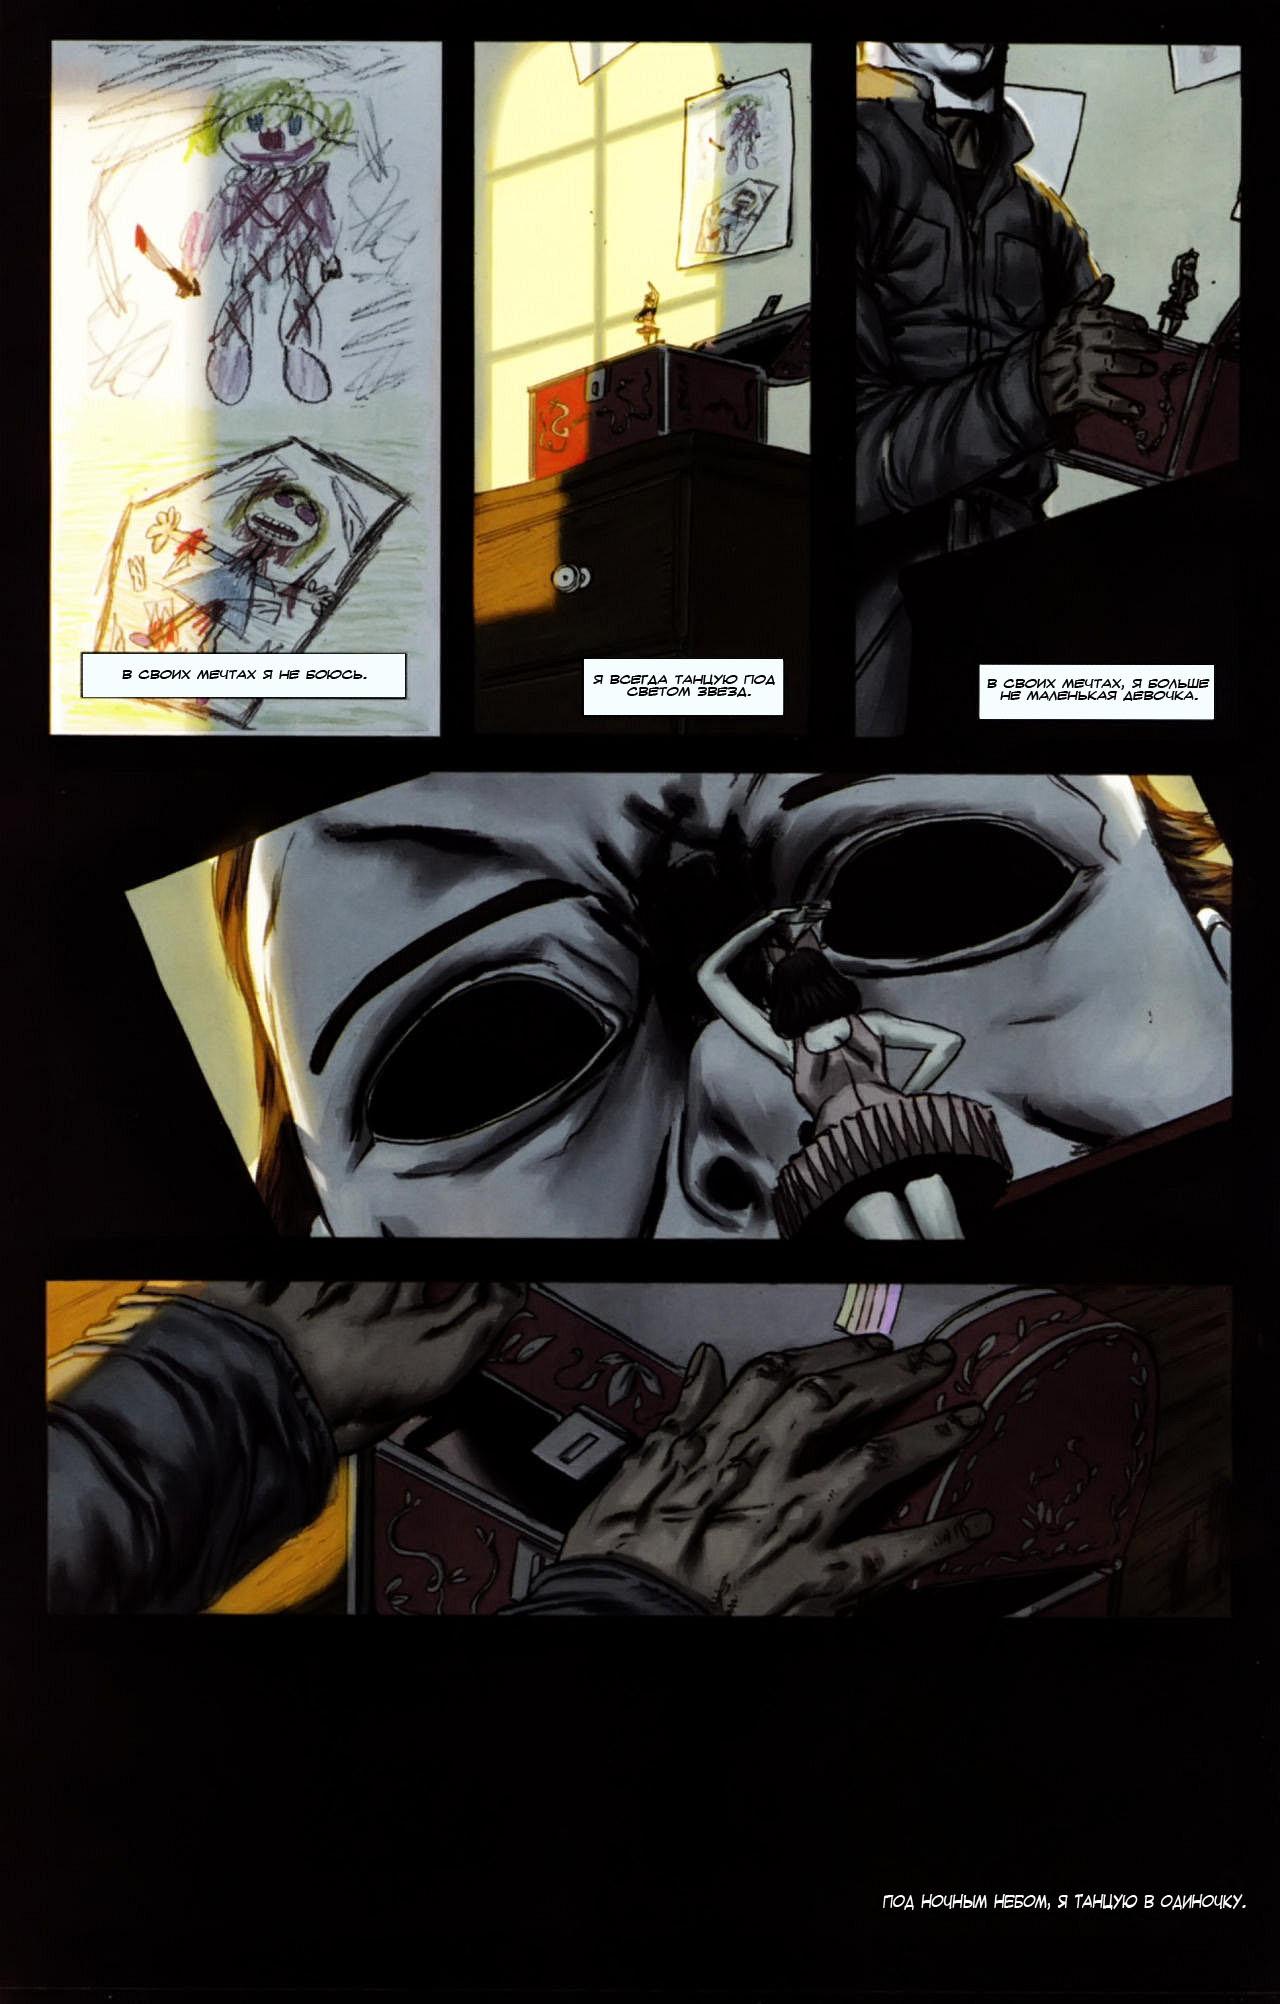 В СВОИХ МЕЧТАХ Я НЕ БОЮСЬ.
Я ВСЕГДА ТАНЦУЮ ПОД
СВЕТОМ ЗВЕЗД.
В СВОИХ МЕЧТАХ, Я БОЛЬШЕ
НЕ МАЛЕНЬКАЯ ДЕВОЧКА.
ПОД НОЧНЫМ НЕБОМ, Я ТАНЦУЮ В ОДИНОЧКУ.